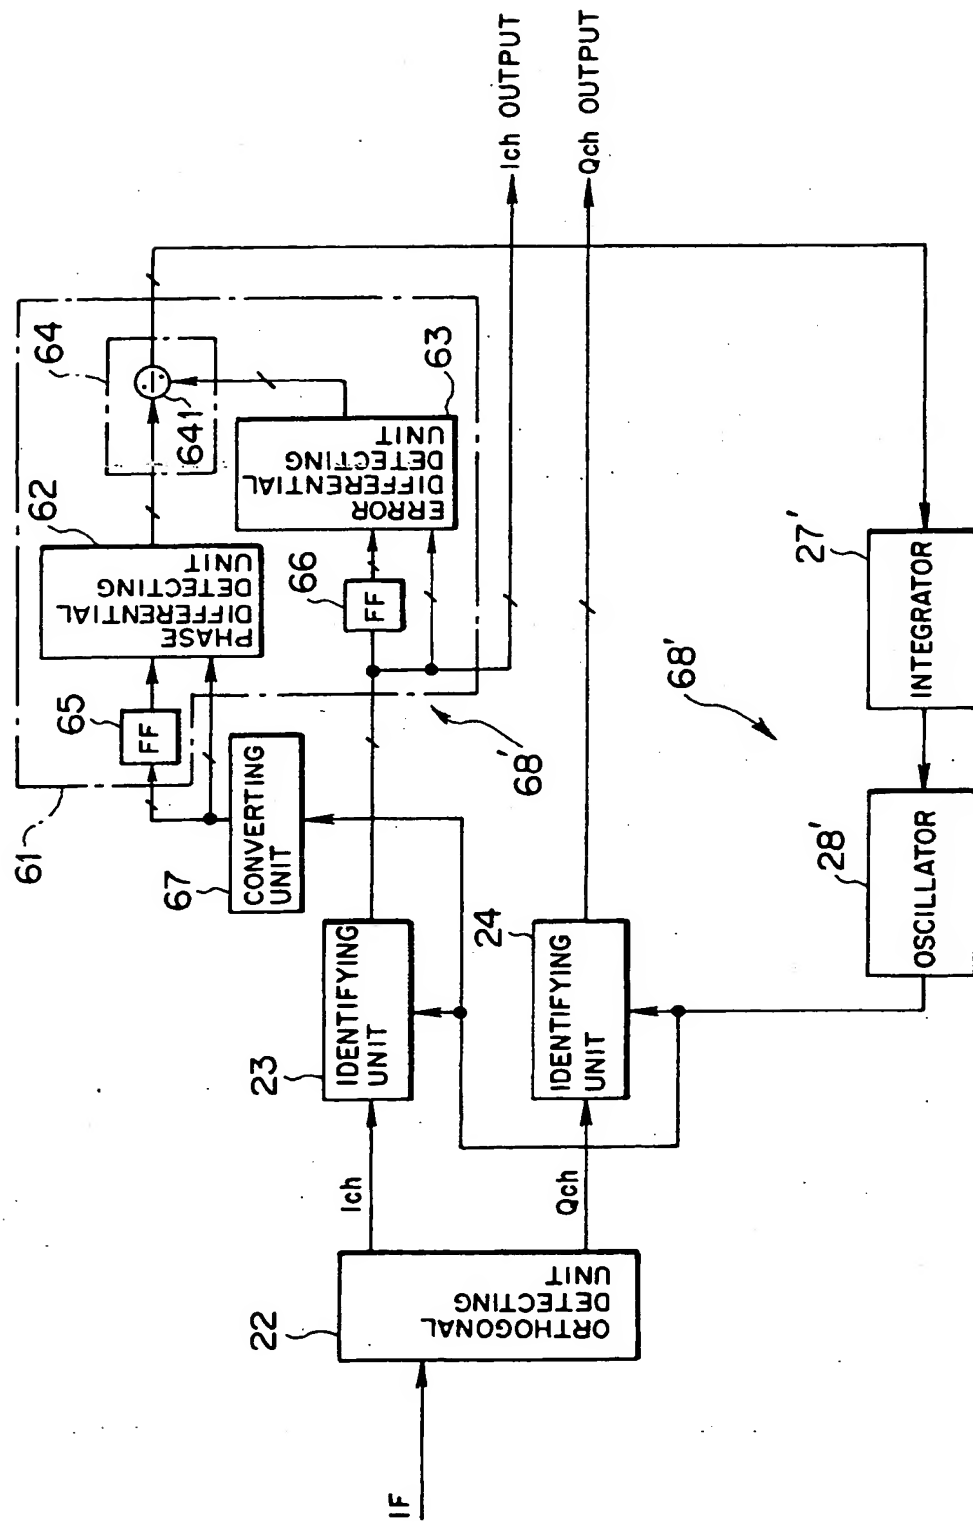 IF
22
ORTHOGONAL
DETECTING
UNIT
Ich
Qch
23
IDENTIFYING
UNIT
24
IDENTIFYING
UNIT
67
CONVERTING
UNIT
61
65
FF
62
PHASE
DIFFERENTIAL
DETECTING
UNIT
66
FF
63
ERROR
DIFFERENTIAL
DETECTING
UNIT
64
÷
641
68'
Ich OUTPUT
Qch OUTPUT
68'
28'
OSCILLATOR
27'
INTEGRATOR